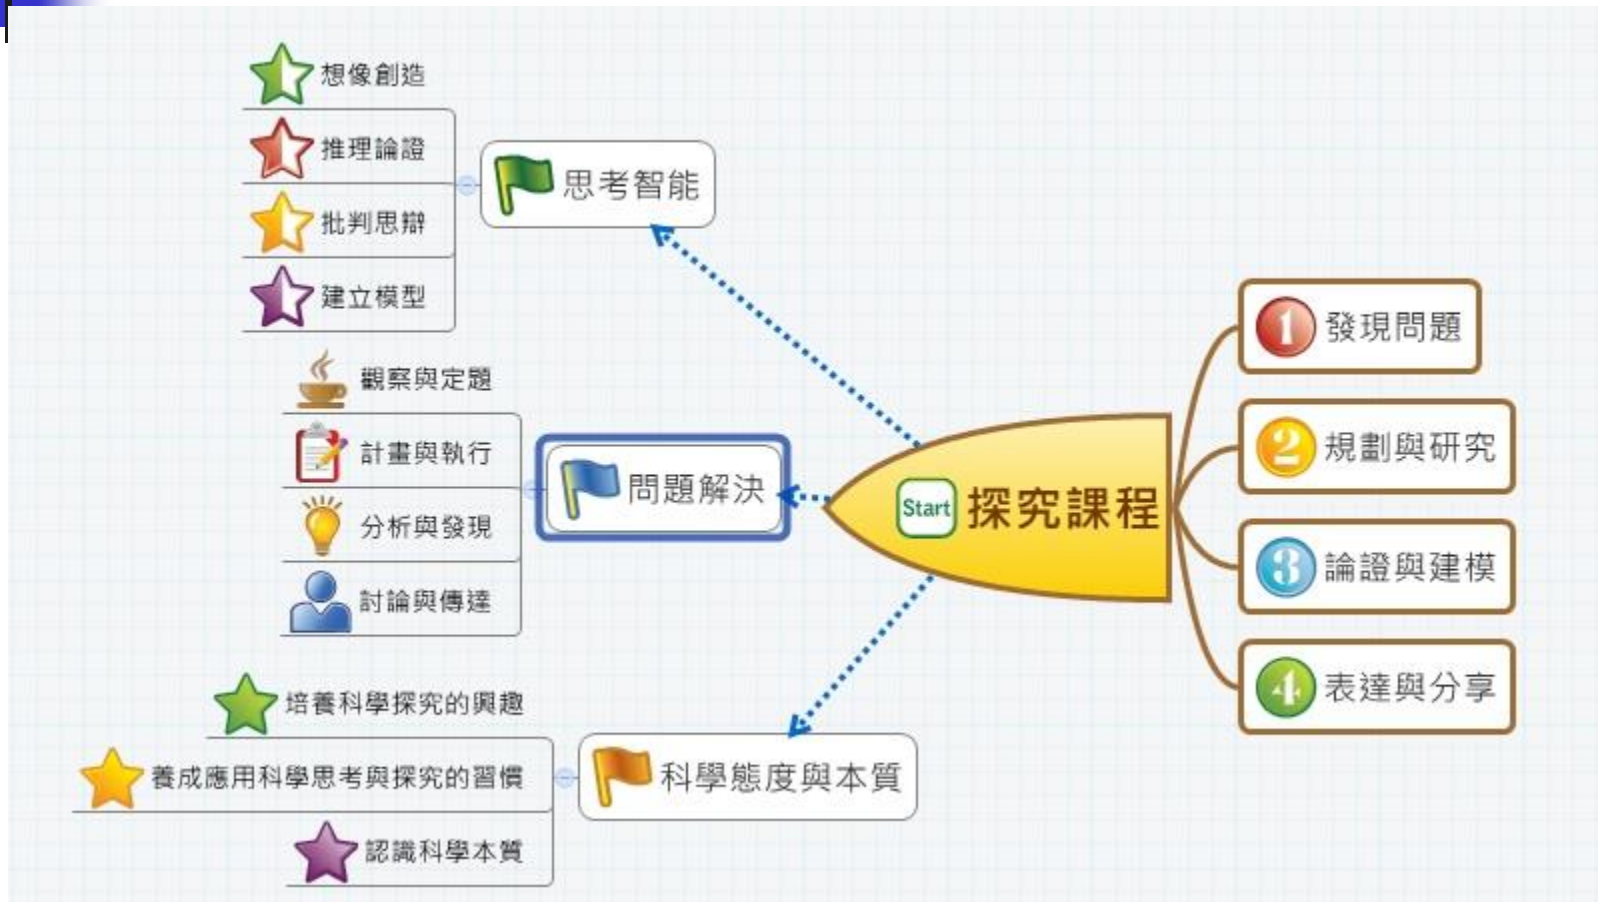 想像創造
推理論證
批判思辯
建立模型
思考智能
觀察與定題
計畫與執行
分析與發現
討論與傳達
問題解決
培養科學探究的興趣
養成應用科學思考與探究的習慣
認識科學本質
科學態度與本質
Start 探究課程
1 發現問題
2 規劃與研究
3 論證與建模
4 表達與分享